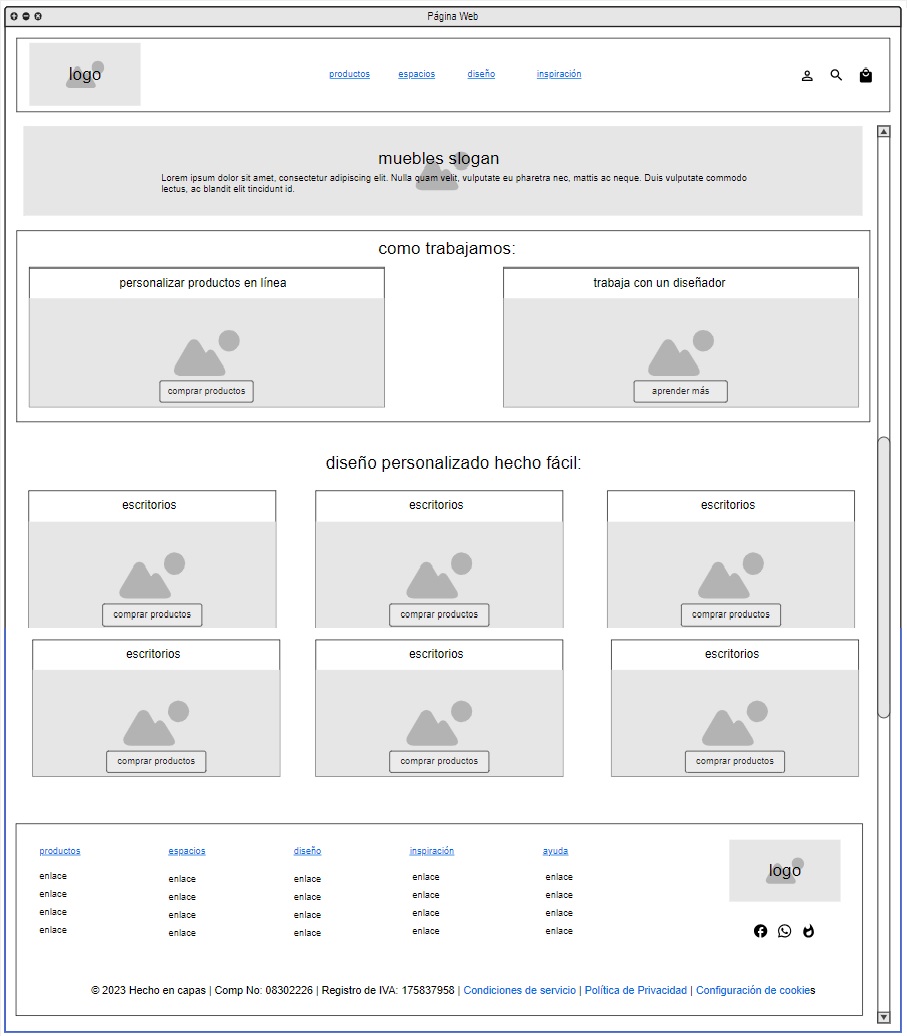 Página Web
logo
productos espacios diseño inspiración
muebles slogan
Lorem ipsum dolor sit amet, consectetur adipiscing elit. Nulla quam velit, vulputate eu pharetra nec, mattis ac neque. Duis vulputate commodo
lectus, ac blandit elit tincidunt id.
como trabajamos:
personalizar productos en línea trabaja con un diseñador
comprar productos aprender más
diseño personalizado hecho fácil:
escritorios escritorios escritorios
comprar productos comprar productos comprar productos
escritorios escritorios escritorios
comprar productos comprar productos comprar productos
productos espacios diseño inspiración ayuda
enlace enlace enlace enlace enlace
enlace enlace enlace enlace enlace
enlace enlace enlace enlace enlace
enlace enlace enlace enlace enlace
logo
© 2023 Hecho en capas | Comp No: 08302226 | Registro de IVA: 175837958 | Condiciones de servicio | Política de Privacidad | Configuración de cookies